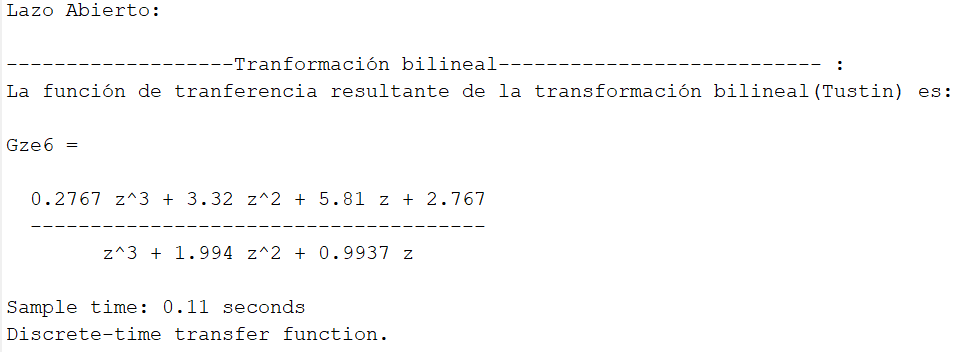 Lazo Abierto:
-------------------Tranformación bilineal--------------------------- :
La función de tranferencia resultante de la transformación bilineal(Tustin) es:
Gze6 =
0.2767 z^3 + 3.32 z^2 + 5.81 z + 2.767
--------------------------------------
z^3 + 1.994 z^2 + 0.9937 z
Sample time: 0.11 seconds
Discrete-time transfer function.